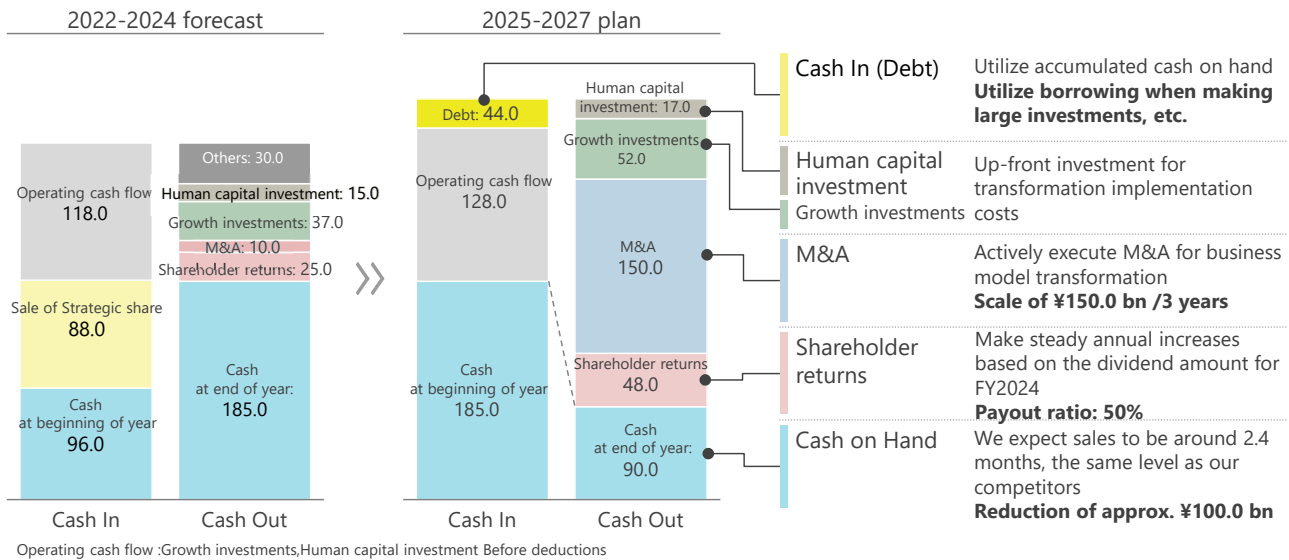 2022-2024 forecast
2025-2027 plan
Operating cash flow
118.0
Sale of Strategic share
88.0
Cash
at beginning of year
96.0
Cash In
Others: 30.0
Human capital investment: 15.0
Growth investments: 37.0
M&A: 10.0
Shareholder returns: 25.0
Cash
at end of year:
185.0
Cash Out
Debt: 44.0
Operating cash flow
128.0
Cash
at beginning of year
185.0
Cash In
Human capital
investment: 17.0
Growth investments
52.0
M&A
150.0
Shareholder returns
48.0
Cash
at end of year:
90.0
Cash Out
Cash In (Debt)
Utilize accumulated cash on hand
Utilize borrowing when making
large investments, etc.
Human capital
investment
Growth investments
Up-front investment for
transformation implementation
costs
M&A
Actively execute M&A for business
model transformation
Scale of ¥150.0 bn /3 years
Shareholder
returns
Make steady annual increases
based on the dividend amount for
FY2024
Payout ratio: 50%
Cash on Hand
We expect sales to be around 2.4
months, the same level as our
competitors
Reduction of approx. ¥100.0 bn
Operating cash flow :Growth investments,Human capital investment Before deductions